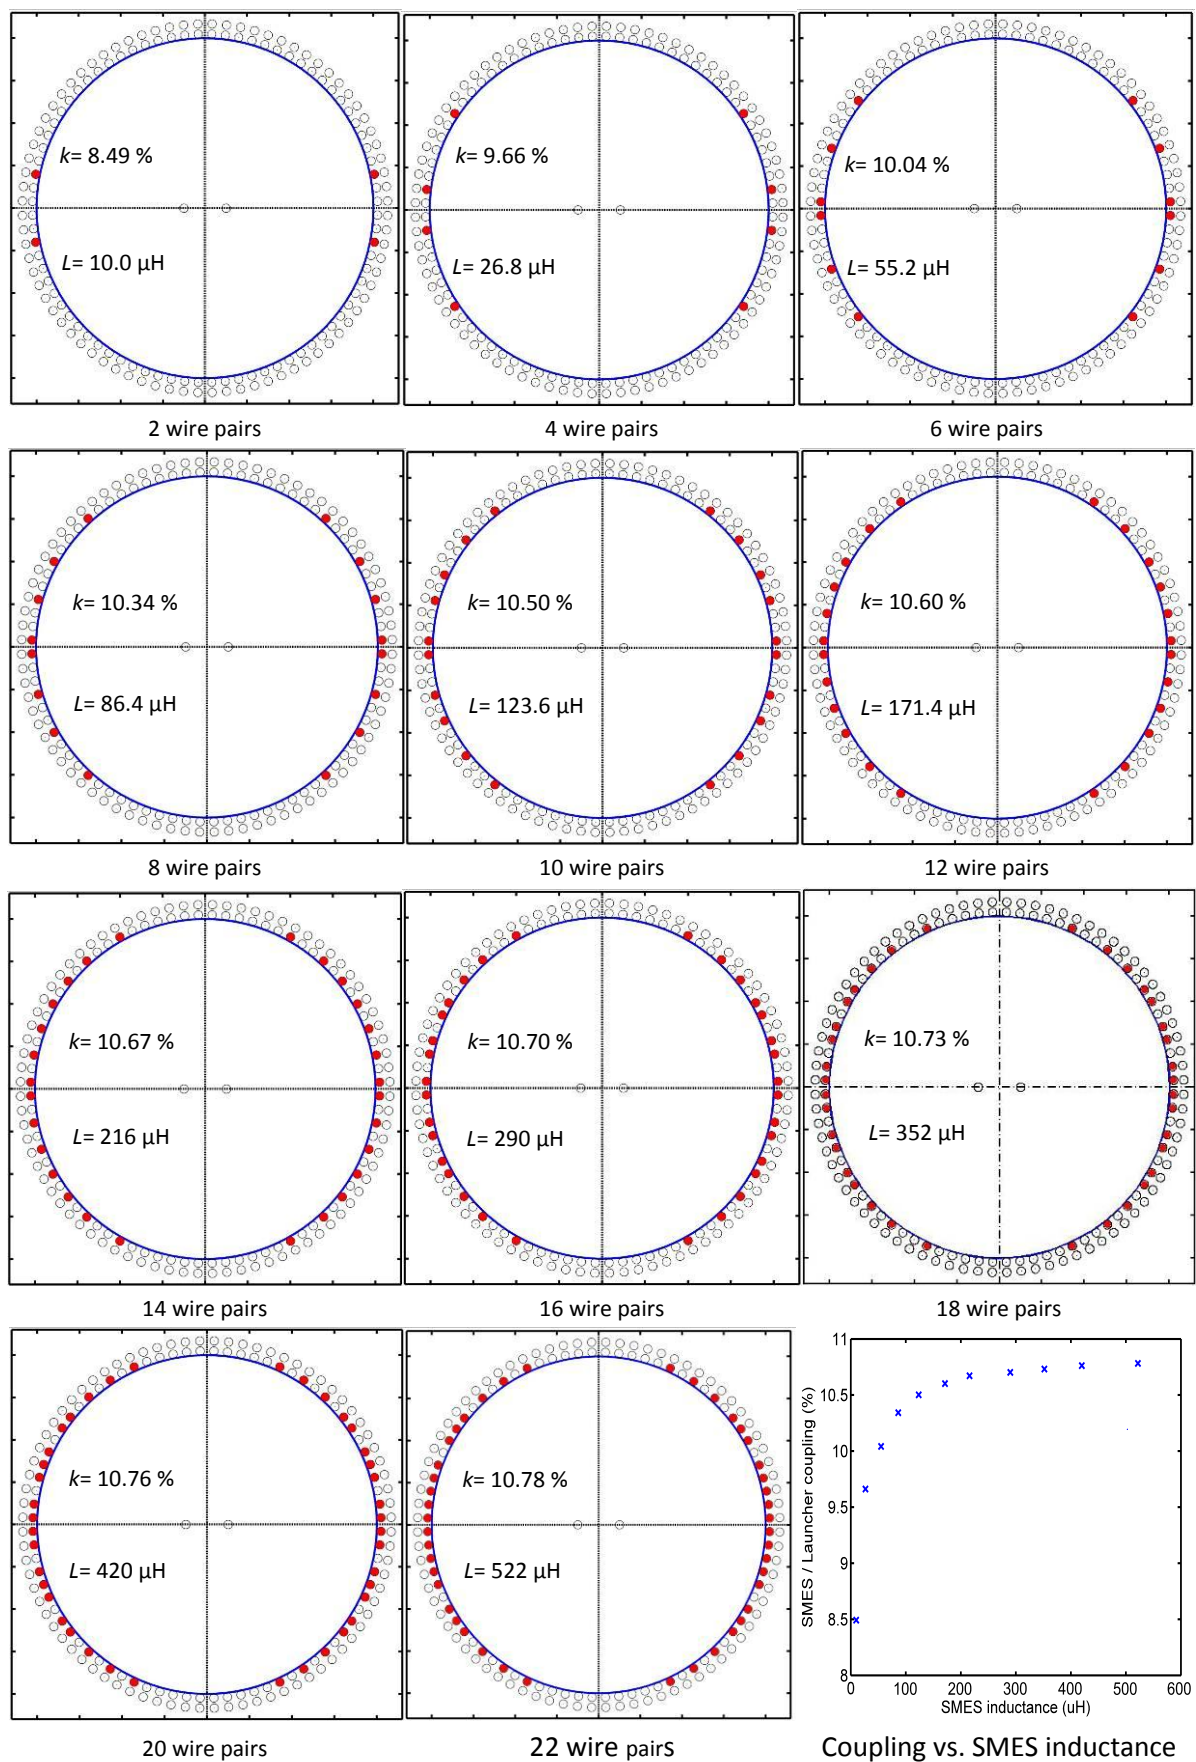 k= 8.49 %
L= 10.0 µH
2 wire pairs
k= 9.66 %
L= 26.8 µH
4 wire pairs
k= 10.04 %
L= 55.2 µH
6 wire pairs
k= 10.34 %
L= 86.4 µH
8 wire pairs
k= 10.50 %
L= 123.6 µH
10 wire pairs
k= 10.60 %
L= 171.4 µH
12 wire pairs
k= 10.67 %
L= 216 µH
14 wire pairs
k= 10.70 %
L= 290 µH
16 wire pairs
k= 10.73 %
L= 352 µH
18 wire pairs
k= 10.76 %
L= 420 µH
20 wire pairs
k= 10.78 %
L= 522 µH
22 wire pairs
SMES / Launcher coupling (%)
11
10.5
10
9.5
9
8.5
8
0 100 200 300 400 500 600
SMES inductance (uH)
Coupling vs. SMES inductance